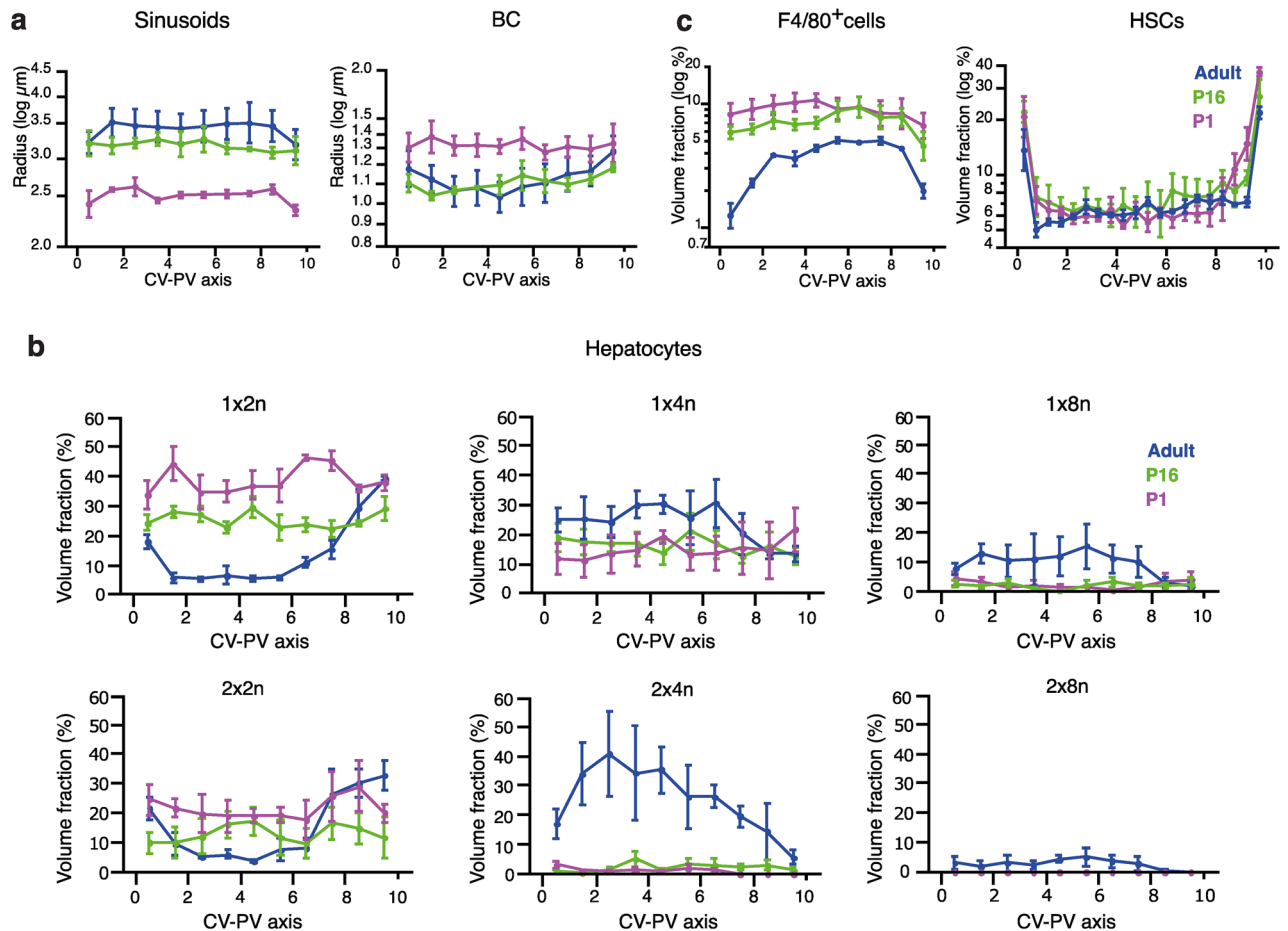 a
Sinusoids
BC
c
F4/80+cells
HSCs
Radius (log µm)
4.5
4.0
3.5
3.0
2.5
2.0
0 2 4 6 8 10
CV-PV axis
Radius (log µm)
2.0
1.5
1.4
1.3
1.2
1.1
1.0
0.9
0.8
0 2 4 6 8 10
CV-PV axis
Volume fraction (log %)
20
10
5
1
0.7
0 2 4 6 8 10
CV-PV axis
Volume fraction (log %)
40
30
20
10
8
6
5
4
0 2 4 6 8 10
CV-PV axis
Adult
P16
P1
b
Hepatocytes
1x2n
Volume fraction (%)
60
50
40
30
20
10
0
0 2 4 6 8 10
CV-PV axis
1x4n
Volume fraction (%)
60
50
40
30
20
10
0
0 2 4 6 8 10
CV-PV axis
1x8n
Volume fraction (%)
60
50
40
30
20
10
0
0 2 4 6 8 10
CV-PV axis
Adult
P16
P1
2x2n
Volume fraction (%)
60
50
40
30
20
10
0
0 2 4 6 8 10
CV-PV axis
2x4n
Volume fraction (%)
60
50
40
30
20
10
0
0 2 4 6 8 10
CV-PV axis
2x8n
Volume fraction (%)
60
50
40
30
20
10
0
0 2 4 6 8 10
CV-PV axis